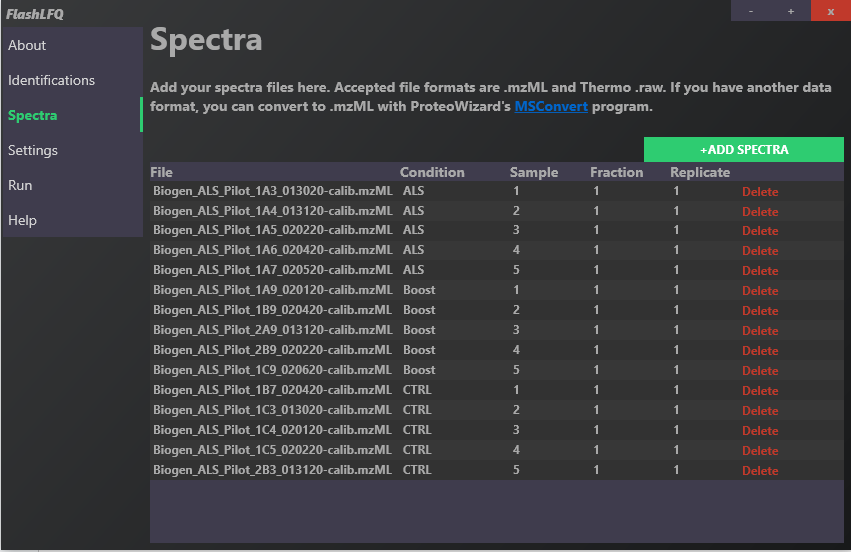 FlashLFQ
- + x
About
Identifications
Spectra
Settings
Run
Help
Spectra
Add your spectra files here. Accepted file formats are .mzML and Thermo .raw. If you have another data
format, you can convert to .mzML with ProteoWizard's MSConvert program.
+ADD SPECTRA
File Condition Sample Fraction Replicate
Biogen_ALS_Pilot_1A3_013020-calib.mzML ALS 1 1 1 Delete
Biogen_ALS_Pilot_1A4_013120-calib.mzML ALS 2 1 1 Delete
Biogen_ALS_Pilot_1A5_020220-calib.mzML ALS 3 1 1 Delete
Biogen_ALS_Pilot_1A6_020420-calib.mzML ALS 4 1 1 Delete
Biogen_ALS_Pilot_1A7_020520-calib.mzML ALS 5 1 1 Delete
Biogen_ALS_Pilot_1A9_020120-calib.mzML Boost 1 1 1 Delete
Biogen_ALS_Pilot_1B9_020420-calib.mzML Boost 2 1 1 Delete
Biogen_ALS_Pilot_2A9_013120-calib.mzML Boost 3 1 1 Delete
Biogen_ALS_Pilot_2B9_020220-calib.mzML Boost 4 1 1 Delete
Biogen_ALS_Pilot_1C9_020620-calib.mzML Boost 5 1 1 Delete
Biogen_ALS_Pilot_1B7_020420-calib.mzML CTRL 1 1 1 Delete
Biogen_ALS_Pilot_1C3_013020-calib.mzML CTRL 2 1 1 Delete
Biogen_ALS_Pilot_1C4_020120-calib.mzML CTRL 3 1 1 Delete
Biogen_ALS_Pilot_1C5_020220-calib.mzML CTRL 4 1 1 Delete
Biogen_ALS_Pilot_2B3_013120-calib.mzML CTRL 5 1 1 Delete